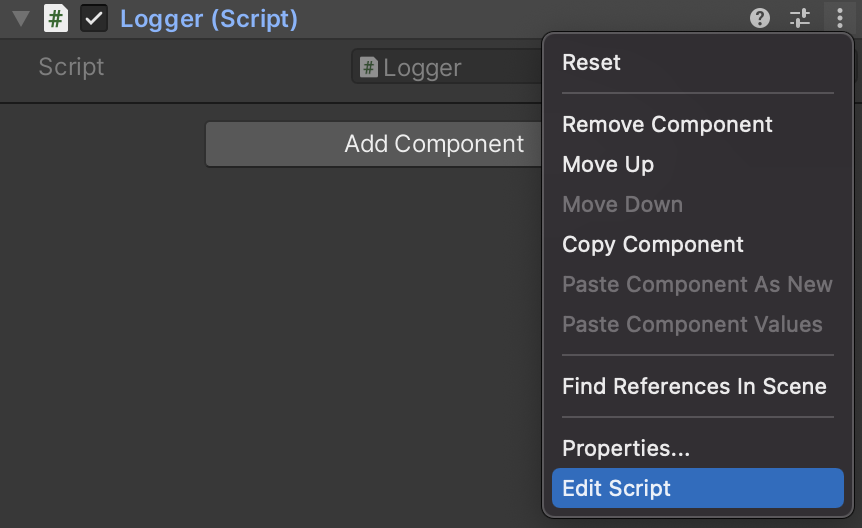 Logger (Script)
Script
Logger
Add Component
Reset
Remove Component
Move Up
Move Down
Copy Component
Paste Component As New
Paste Component Values
Find References In Scene
Properties...
Edit Script